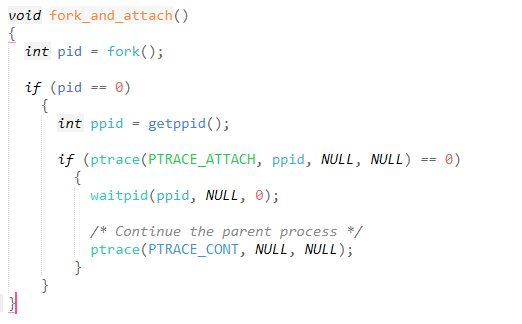 void fork_and_attach()
{
int pid = fork();
if (pid == 0)
{
int ppid = getppid();
if (ptrace(PTRACE_ATTACH, ppid, NULL, NULL) == 0)
{
waitpid(ppid, NULL, 0);
/* Continue the parent process */
ptrace(PTRACE_CONT, NULL, NULL);
}
}
}